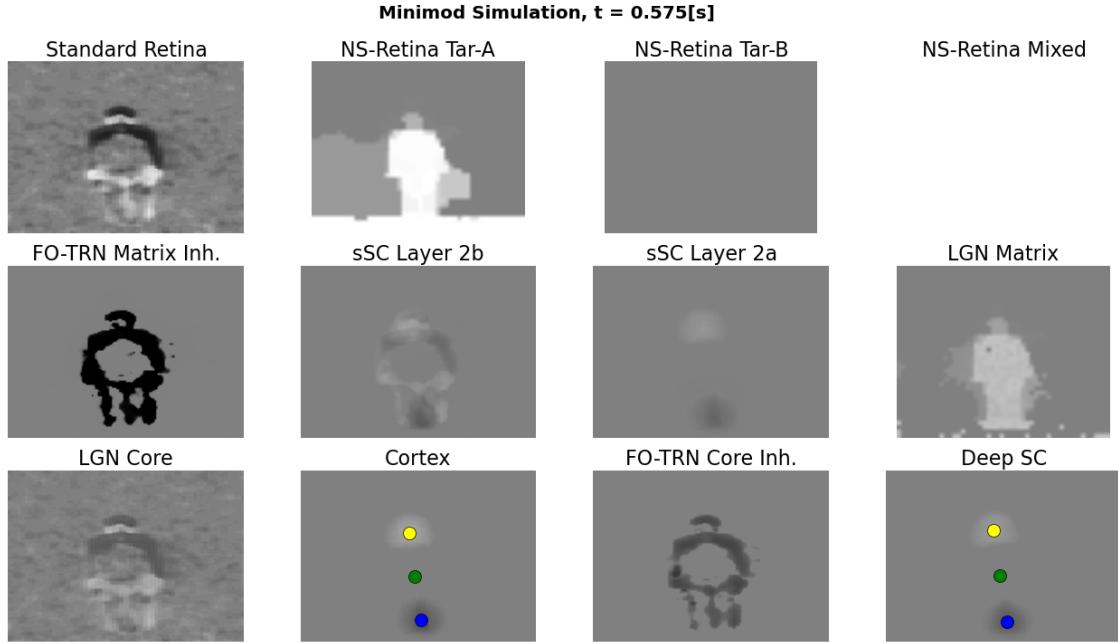 Minimod Simulation, t = 0.575[s]
Standard Retina
NS-Retina Tar-A
NS-Retina Tar-B
NS-Retina Mixed
FO-TRN Matrix Inh.
sSC Layer 2b
sSC Layer 2a
LGN Matrix
LGN Core
Cortex
FO-TRN Core Inh.
Deep SC